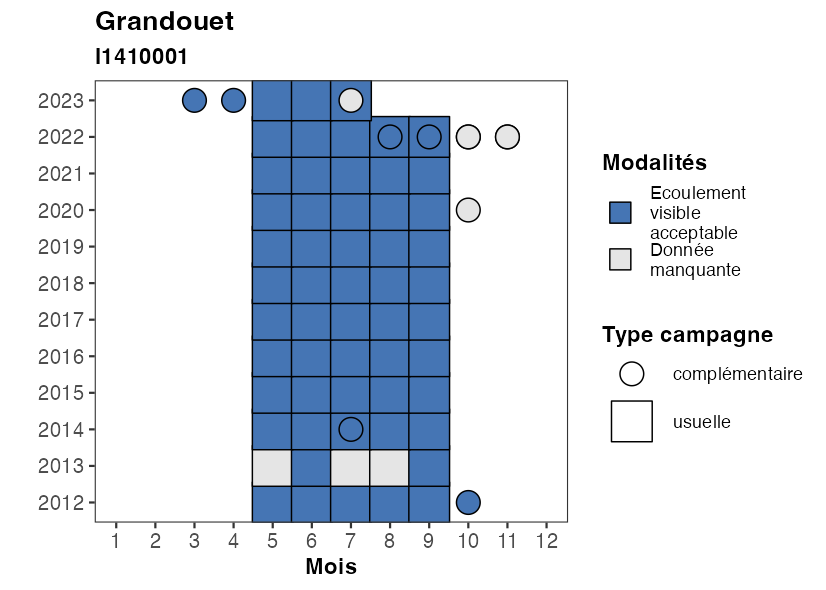 Grandouet
I1410001
2023
2022
2021
2020
2019
2018
2017
2016
2015
2014
2013
2012
1 2 3 4 5 6 7 8 9 10 11 12
Mois
Modalités
Ecoulement
visible
acceptable
Donnée
manquante
Type campagne
complémentaire
usuelle